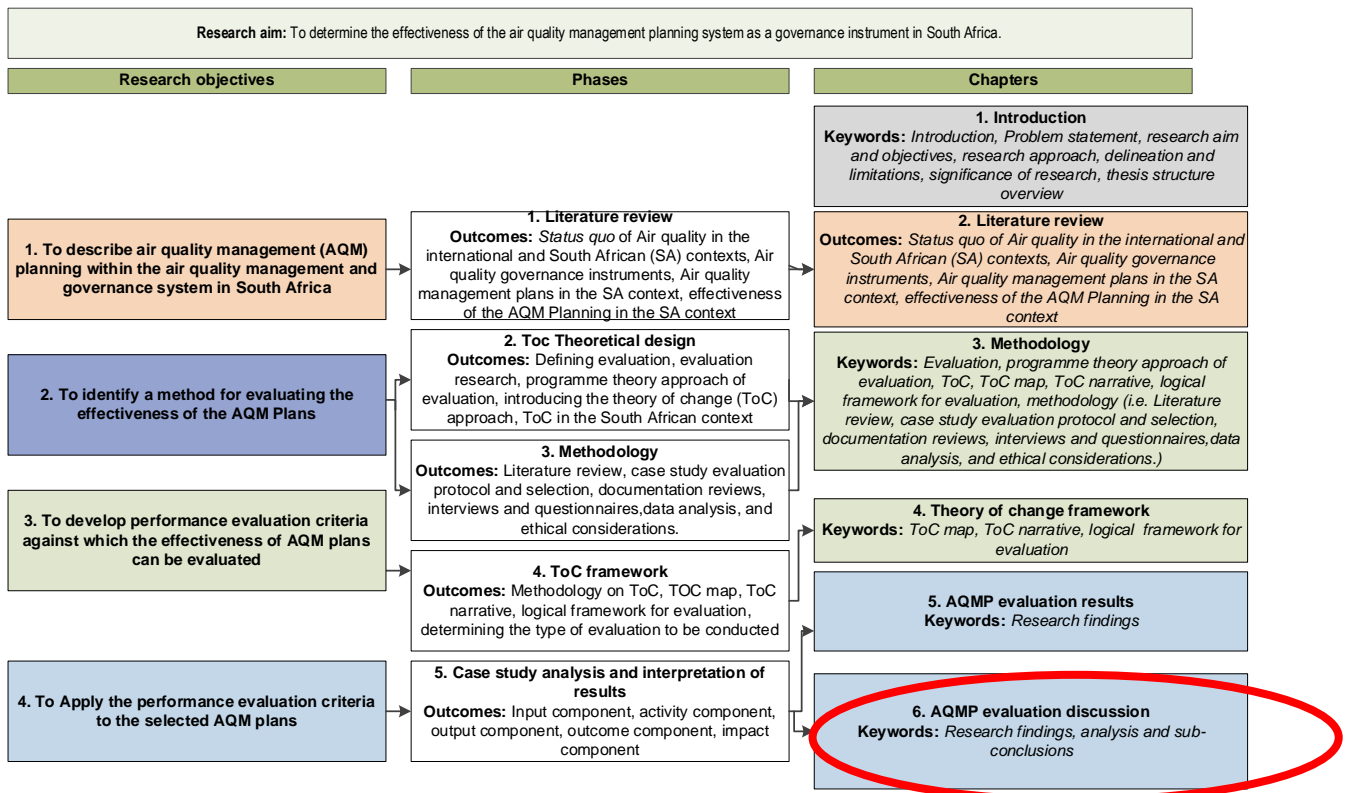 Research aim: To determine the effectiveness of the air quality management planning system as a governance instrument in South Africa.
Research objectives
Phases
Chapters
1. Introduction
Keywords: Introduction, Problem statement, research aim
and objectives, research approach, delineation and
limitations, significance of research, thesis structure
overview
1. To describe air quality management (AQM)
planning within the air quality management and
governance system in South Africa
1. Literature review
Outcomes: Status quo of Air quality in the
international and South African (SA) contexts, Air
quality governance instruments, Air quality
management plans in the SA context, effectiveness
of the AQM Planning in the SA context
2. Literature review
Outcomes: Status quo of Air quality in the international and
South African (SA) contexts, Air quality governance
instruments, Air quality management plans in the SA
context, effectiveness of the AQM Planning in the SA
context
2. To identify a method for evaluating the
effectiveness of the AQM Plans
2. Toc Theoretical design
Outcomes: Defining evaluation, evaluation
research, programme theory approach of
evaluation, introducing the theory of change (ToC)
approach, ToC in the South African context
3. Methodology
Outcomes: Literature review, case study evaluation
protocol and selection, documentation reviews,
interviews and questionnaires,data analysis, and
ethical considerations.
3. Methodology
Keywords: Evaluation, programme theory approach of
evaluation, ToC, ToC map, ToC narrative, logical
framework for evaluation, methodology (i.e. Literature
review, case study evaluation protocol and selection,
documentation reviews, interviews and questionnaires,data
analysis, and ethical considerations.)
3. To develop performance evaluation criteria
against which the effectiveness of AQM plans
can be evaluated
4. ToC framework
Outcomes: Methodology on ToC, TOC map, ToC
narrative, logical framework for evaluation,
determining the type of evaluation to be conducted
4. Theory of change framework
Keywords: ToC map, ToC narrative, logical framework for
evaluation
5. AQMP evaluation results
Keywords: Research findings
4. To Apply the performance evaluation criteria
to the selected AQM plans
5. Case study analysis and interpretation of
results
Outcomes: Input component, activity component,
output component, outcome component, impact
component
6. AQMP evaluation discussion
Keywords: Research findings, analysis and sub-
conclusions